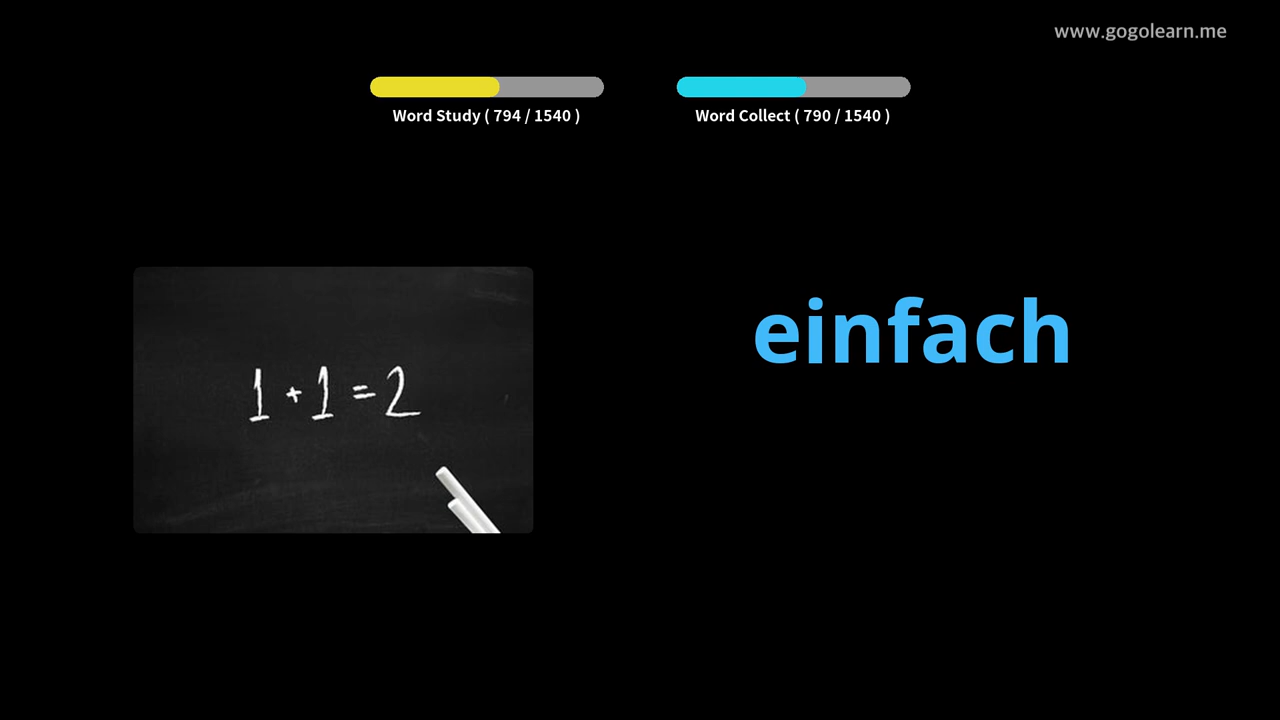 www.gogolearn.me
Word Study ( 794 / 1540 )
Word Collect ( 790 / 1540 )
1 + 1 = 2
einfach